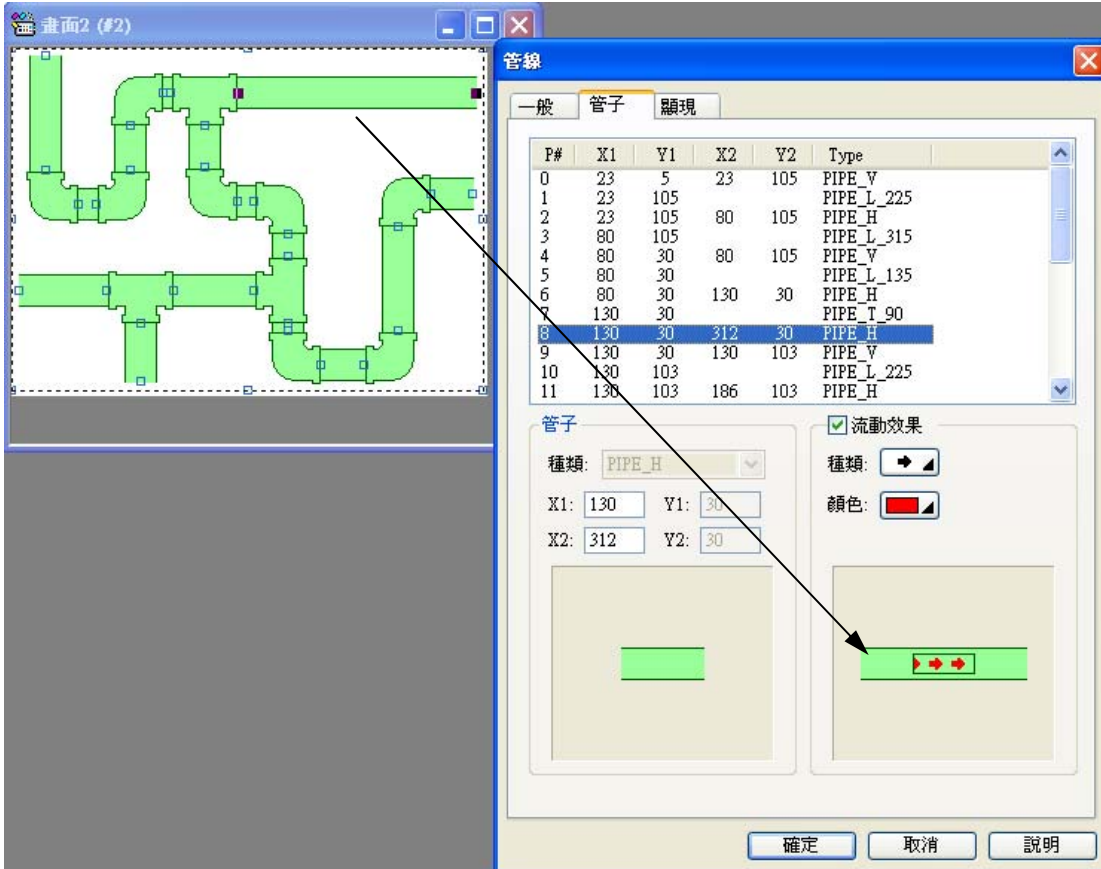 畫面2 (#2)
管線
一般 管子 顯現
P# X1 Y1 X2 Y2 Type
0 23 5 23 105 PIPE_V
1 23 105 PIPE_L_225
2 23 105 80 105 PIPE_H
3 80 105 PIPE_L_315
4 80 30 80 105 PIPE_V
5 80 30 PIPE_L_135
6 80 30 130 30 PIPE_H
7 130 30 PIPE_T_90
8 130 30 312 30 PIPE_H
9 130 30 130 103 PIPE_V
10 130 103 PIPE_L_225
11 130 103 186 103 PIPE_H
管子
種類: PIPE_H
X1: 130 Y1: 30
X2: 312 Y2: 30
流動效果
種類:
顏色:
確定 取消 說明